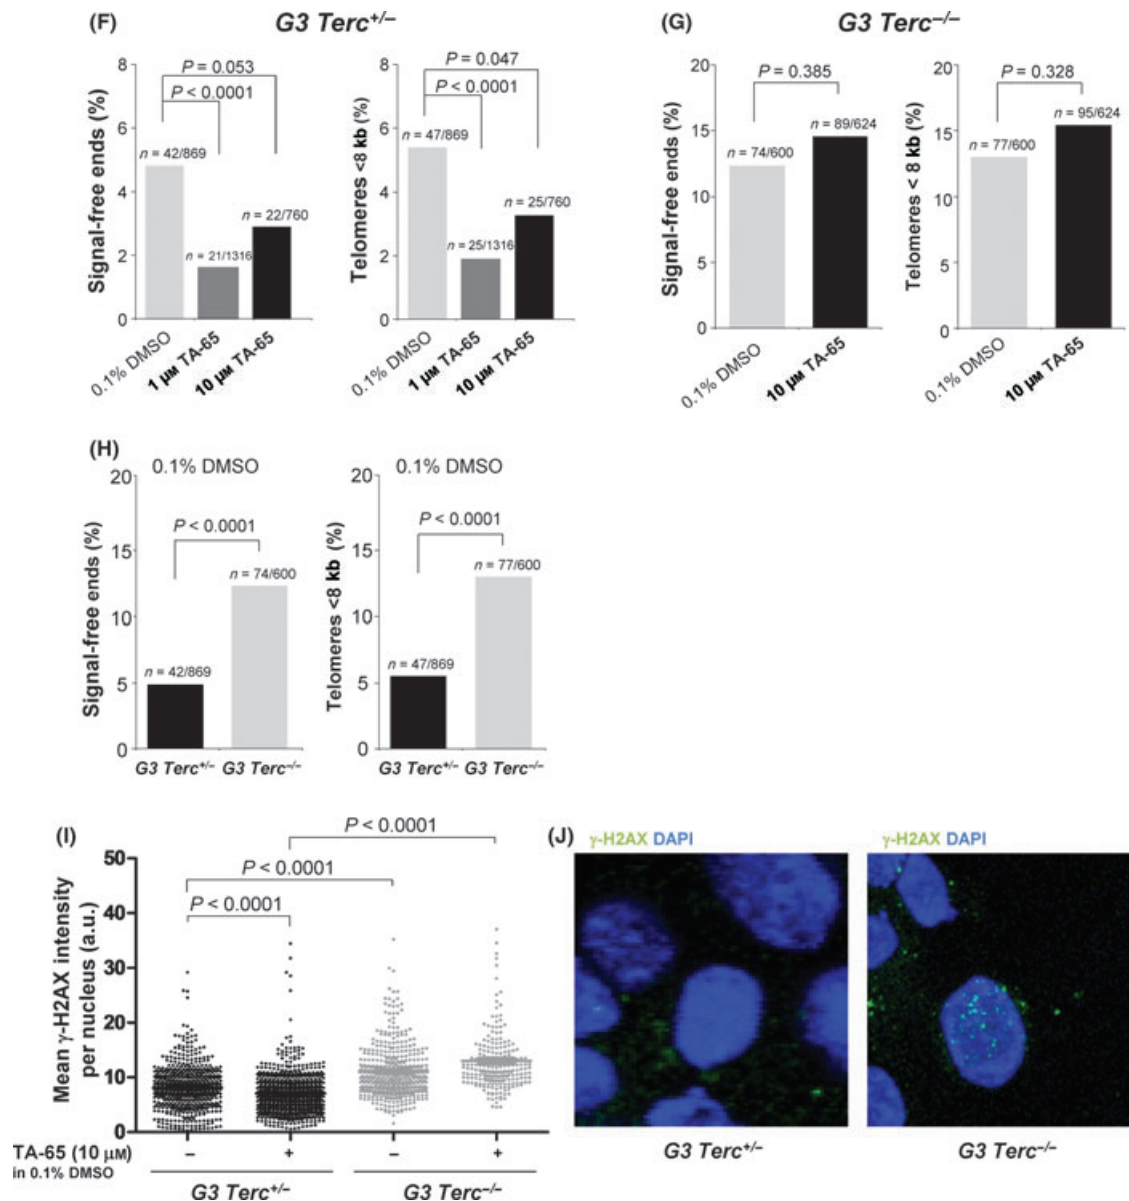 (F)
G3 Terc+/−
Signal-free ends (%)
8
6
4
2
0
P = 0.053
P < 0.0001
n = 42/869
n = 21/1316
n = 22/760
0.1% DMSO
1 µM TA-65
10 µM TA-65
Telomeres <8 kb (%)
8
6
4
2
0
P = 0.047
P < 0.0001
n = 47/869
n = 25/1316
n = 25/760
0.1% DMSO
1 µM TA-65
10 µM TA-65
(G)
G3 Terc−/−
Signal-free ends (%)
20
15
10
5
0
P = 0.385
n = 74/600
n = 89/624
0.1% DMSO
10 µM TA-65
Telomeres < 8 kb (%)
20
15
10
5
0
P = 0.328
n = 77/600
n = 95/624
0.1% DMSO
10 µM TA-65
(H)
0.1% DMSO
Signal-free ends (%)
20
15
10
5
0
P < 0.0001
n = 42/869
n = 74/600
G3 Terc+/−
G3 Terc−/−
0.1% DMSO
Telomeres <8 kb (%)
20
15
10
5
0
P < 0.0001
n = 47/869
n = 77/600
G3 Terc+/−
G3 Terc−/−
(I)
Mean γ-H2AX intensity
per nucleus (a.u.)
50
40
30
20
10
0
P < 0.0001
P < 0.0001
P < 0.0001
TA-65 (10 µM)
in 0.1% DMSO
− + − +
G3 Terc+/−
G3 Terc−/−
(J)
γ-H2AX DAPI
γ-H2AX DAPI
G3 Terc+/−
G3 Terc−/−